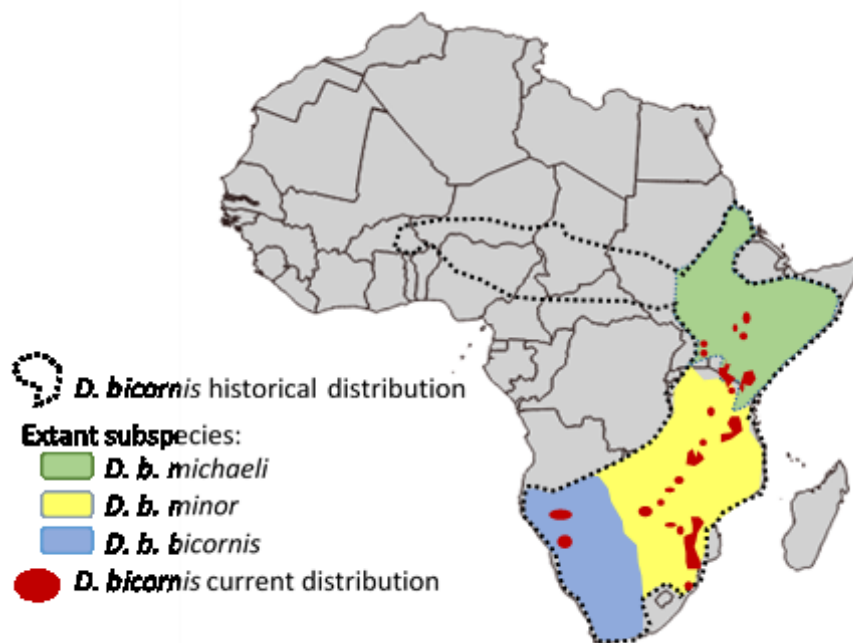 D. bicornis historical distribution
Extant subspecies:
D. b. michaeli
D. b. minor
D. b. bicornis
D. bicornis current distribution